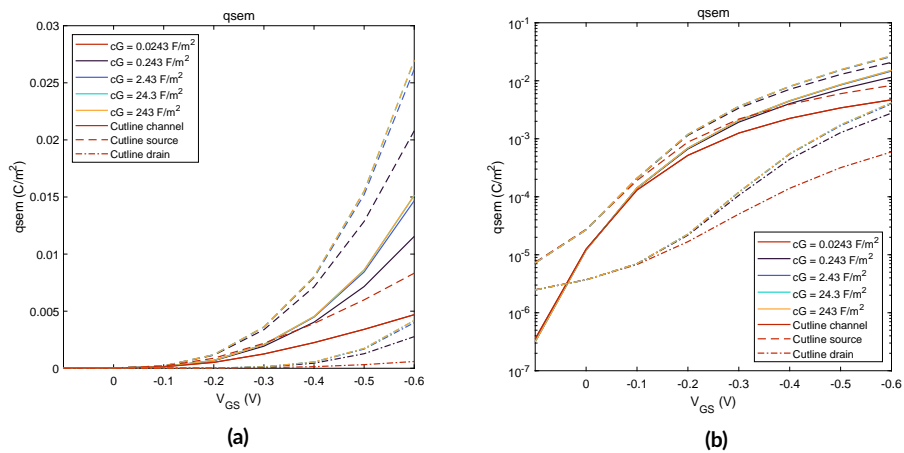 qsem
0.03
0.025
0.02
0.015
0.01
0.005
0
qsem (C/m²)
cG = 0.0243 F/m²
cG = 0.243 F/m²
cG = 2.43 F/m²
cG = 24.3 F/m²
cG = 243 F/m²
Cutline channel
Cutline source
Cutline drain
0 -0.1 -0.2 -0.3 -0.4 -0.5 -0.6
V_GS (V)
(a)
qsem
10⁻¹
10⁻²
10⁻³
10⁻⁴
10⁻⁵
10⁻⁶
10⁻⁷
qsem (C/m²)
cG = 0.0243 F/m²
cG = 0.243 F/m²
cG = 2.43 F/m²
cG = 24.3 F/m²
cG = 243 F/m²
Cutline channel
Cutline source
Cutline drain
0 -0.1 -0.2 -0.3 -0.4 -0.5 -0.6
V_GS (V)
(b)